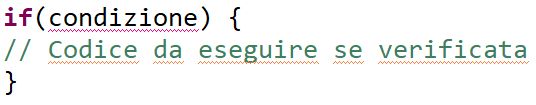 if(condizione) {
// Codice da eseguire se verificata
}